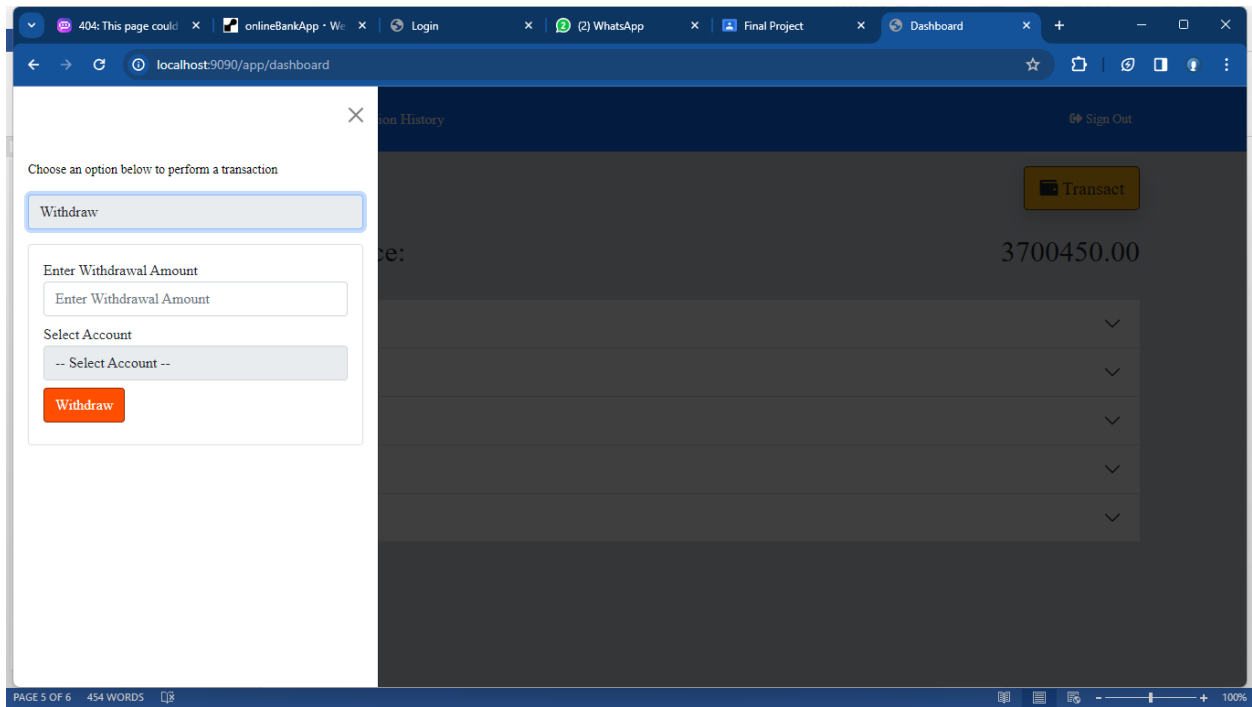 404: This page could
onlineBankApp · We
Login
(2) WhatsApp
Final Project
Dashboard
localhost:9090/app/dashboard
ion History
Sign Out
Choose an option below to perform a transaction
Transact
Withdraw
ce:
3700450.00
Enter Withdrawal Amount
Enter Withdrawal Amount
Select Account
-- Select Account --
Withdraw
PAGE 5 OF 6 454 WORDS
100%